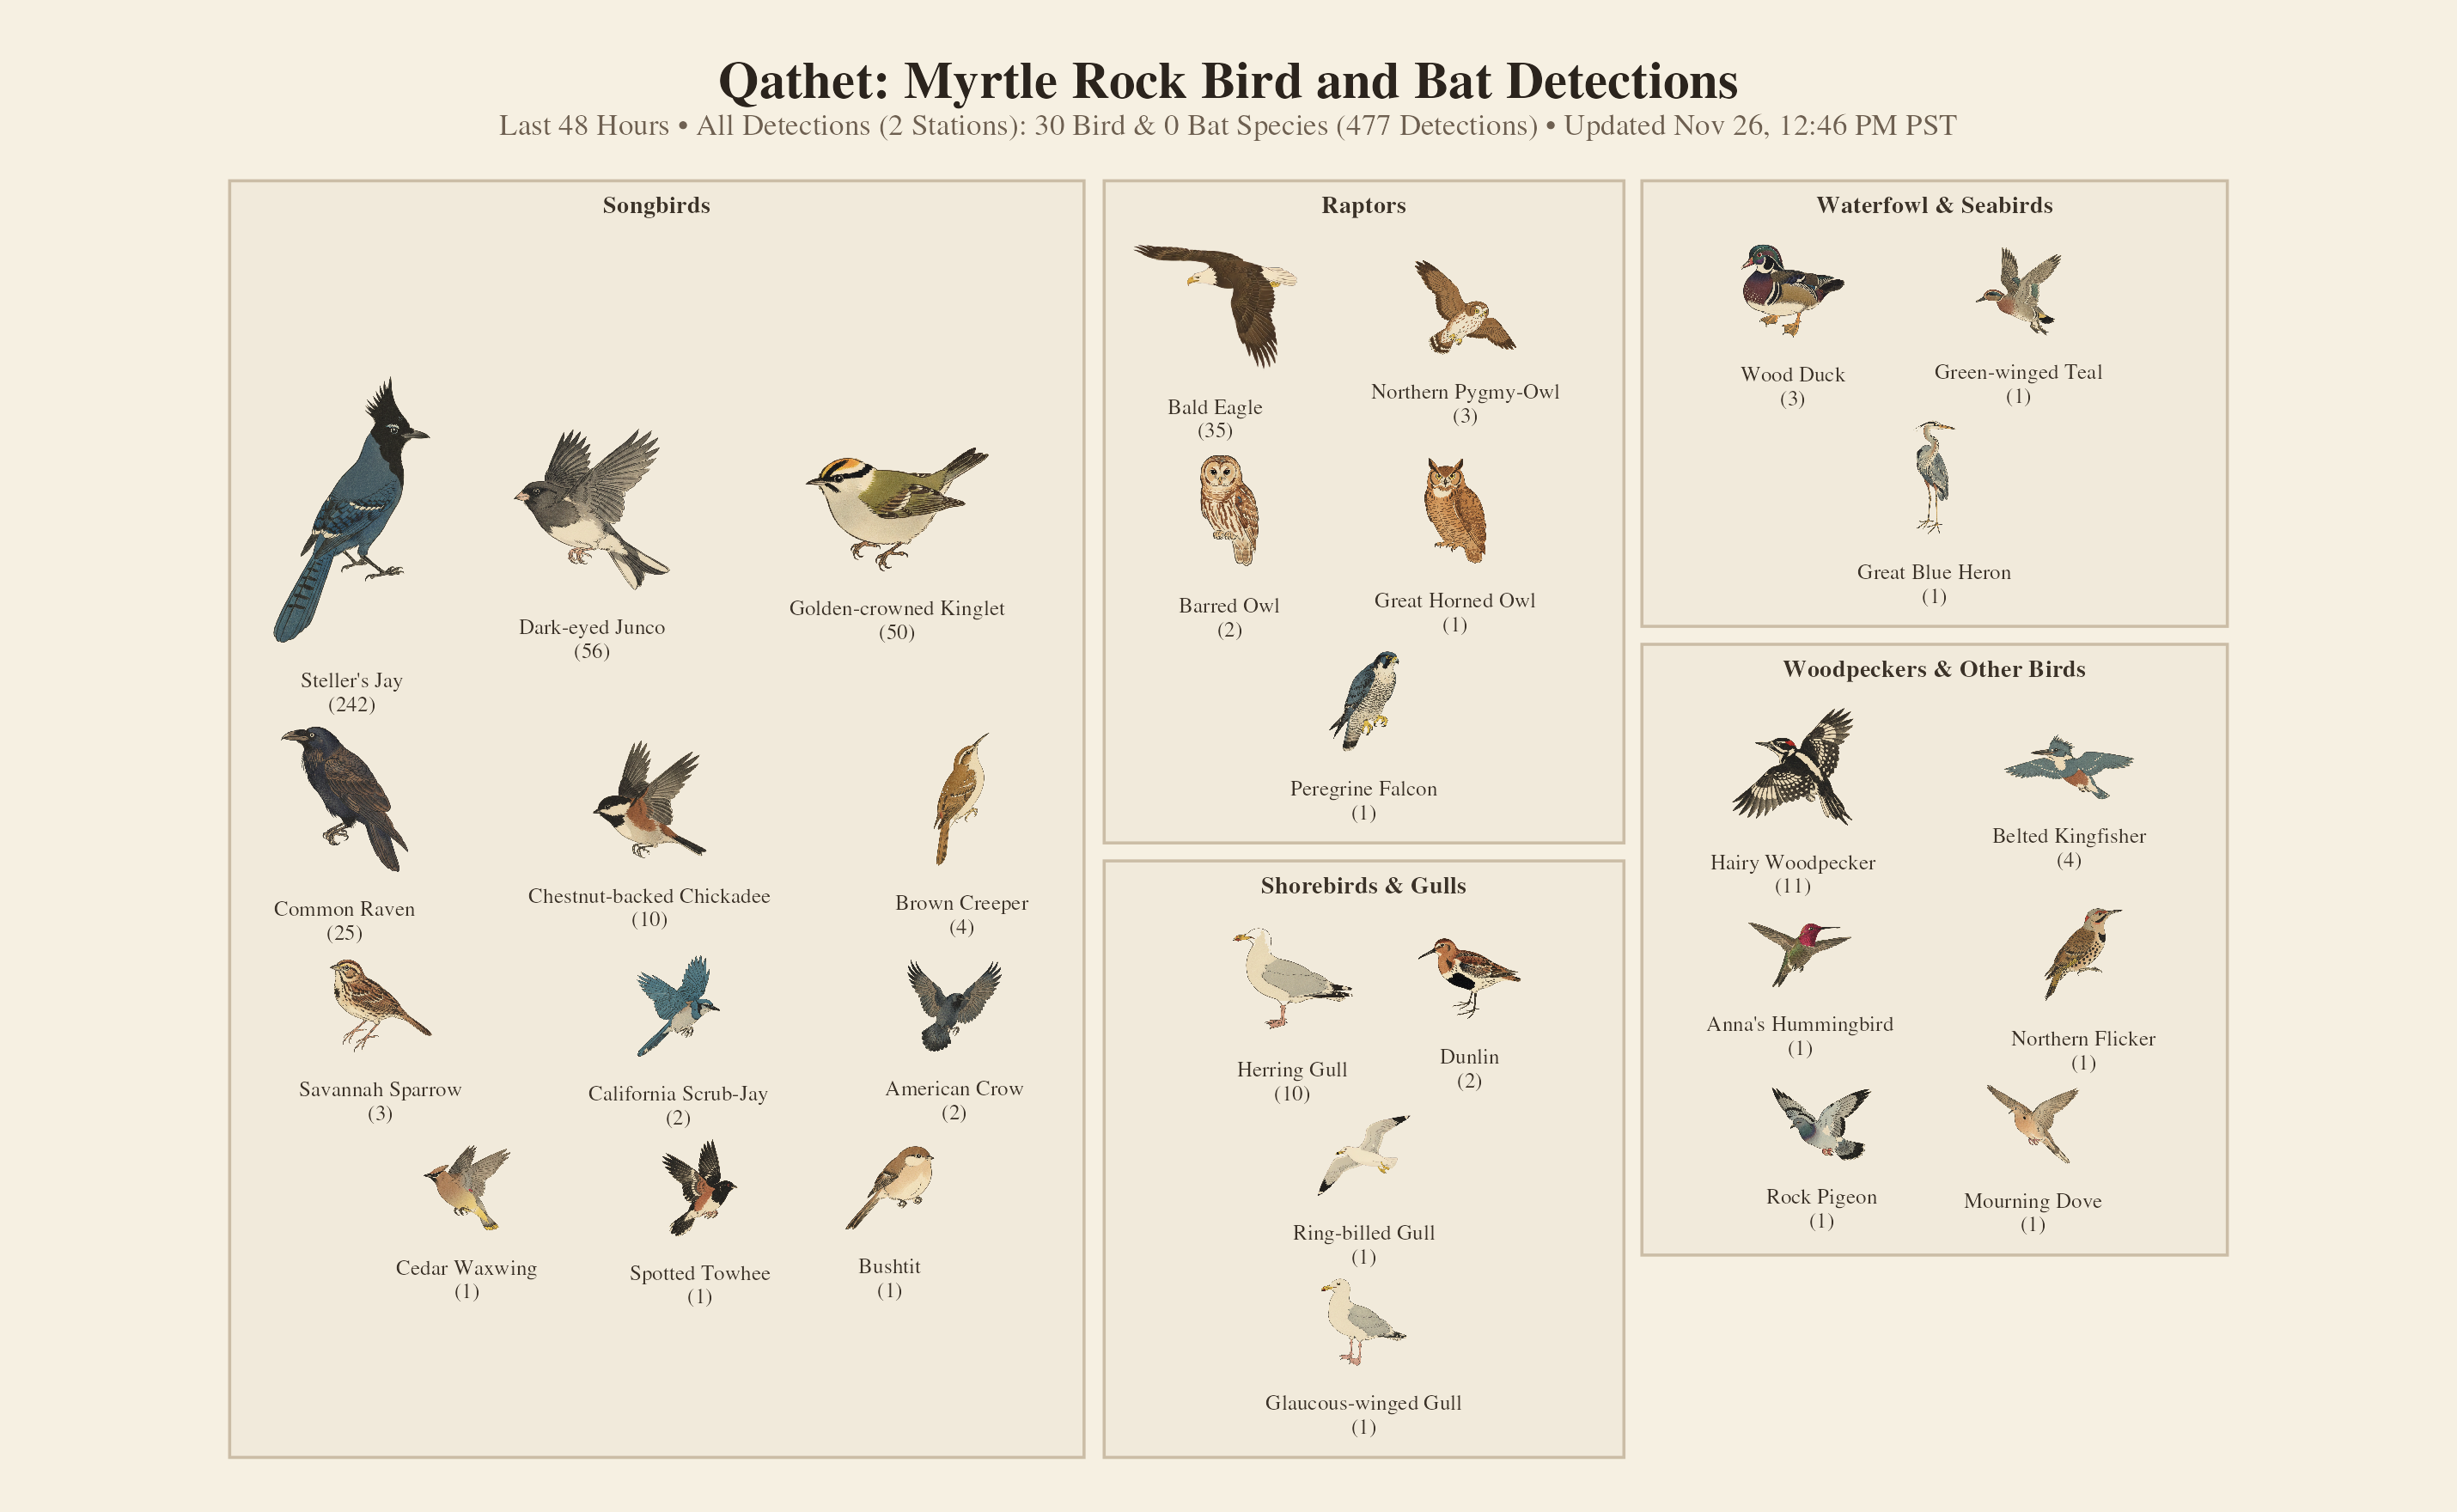 Qathet: Myrtle Rock Bird and Bat Detections
Last 48 Hours • All Detections (2 Stations): 30 Bird & 0 Bat Species (477 Detections) • Updated Nov 26, 12:46 PM PST
Songbirds
Steller's Jay
(242)
Dark-eyed Junco
(56)
Golden-crowned Kinglet
(50)
Common Raven
(25)
Chestnut-backed Chickadee
(10)
Brown Creeper
(4)
Savannah Sparrow
(3)
California Scrub-Jay
(2)
American Crow
(2)
Cedar Waxwing
(1)
Spotted Towhee
(1)
Bushtit
(1)
Raptors
Bald Eagle
(35)
Northern Pygmy-Owl
(3)
Barred Owl
(2)
Great Horned Owl
(1)
Peregrine Falcon
(1)
Shorebirds & Gulls
Herring Gull
(10)
Dunlin
(2)
Ring-billed Gull
(1)
Glaucous-winged Gull
(1)
Waterfowl & Seabirds
Wood Duck
(3)
Green-winged Teal
(1)
Great Blue Heron
(1)
Woodpeckers & Other Birds
Hairy Woodpecker
(11)
Belted Kingfisher
(4)
Anna's Hummingbird
(1)
Northern Flicker
(1)
Rock Pigeon
(1)
Mourning Dove
(1)